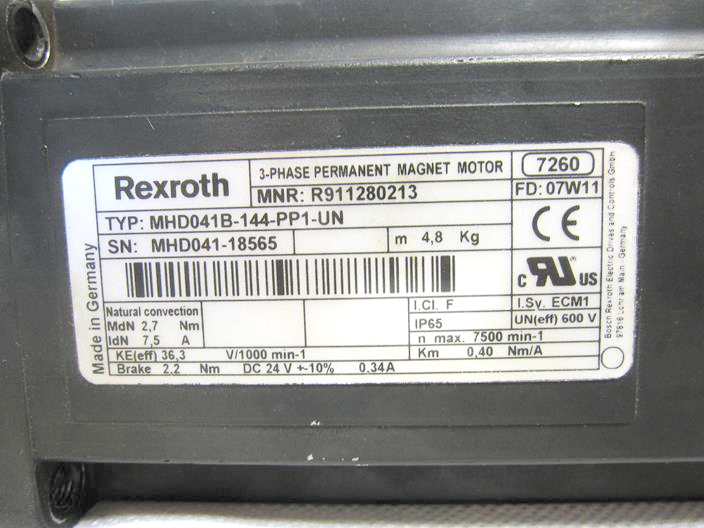 Rexroth
3-PHASE PERMANENT MAGNET MOTOR
7260
MNR: R911280213
FD: 07W11
TYP: MHD041B-144-PP1-UN
SN: MHD041-18565
m 4,8 Kg
CE
c RU US
Natural convection
MdN 2,7 Nm
IdN 7,5 A
I.Cl. F
I.Sy. ECM1
IP65
UN(eff) 600 V
n max. 7500 min-1
KE(eff) 36,3 V/1000 min-1
Km 0,40 Nm/A
Brake 2.2 Nm DC 24 V +-10% 0.34A
Made in Germany
Bosch Rexroth Electric Drives and Controls GmbH
97816 Lohr am Main - Germany